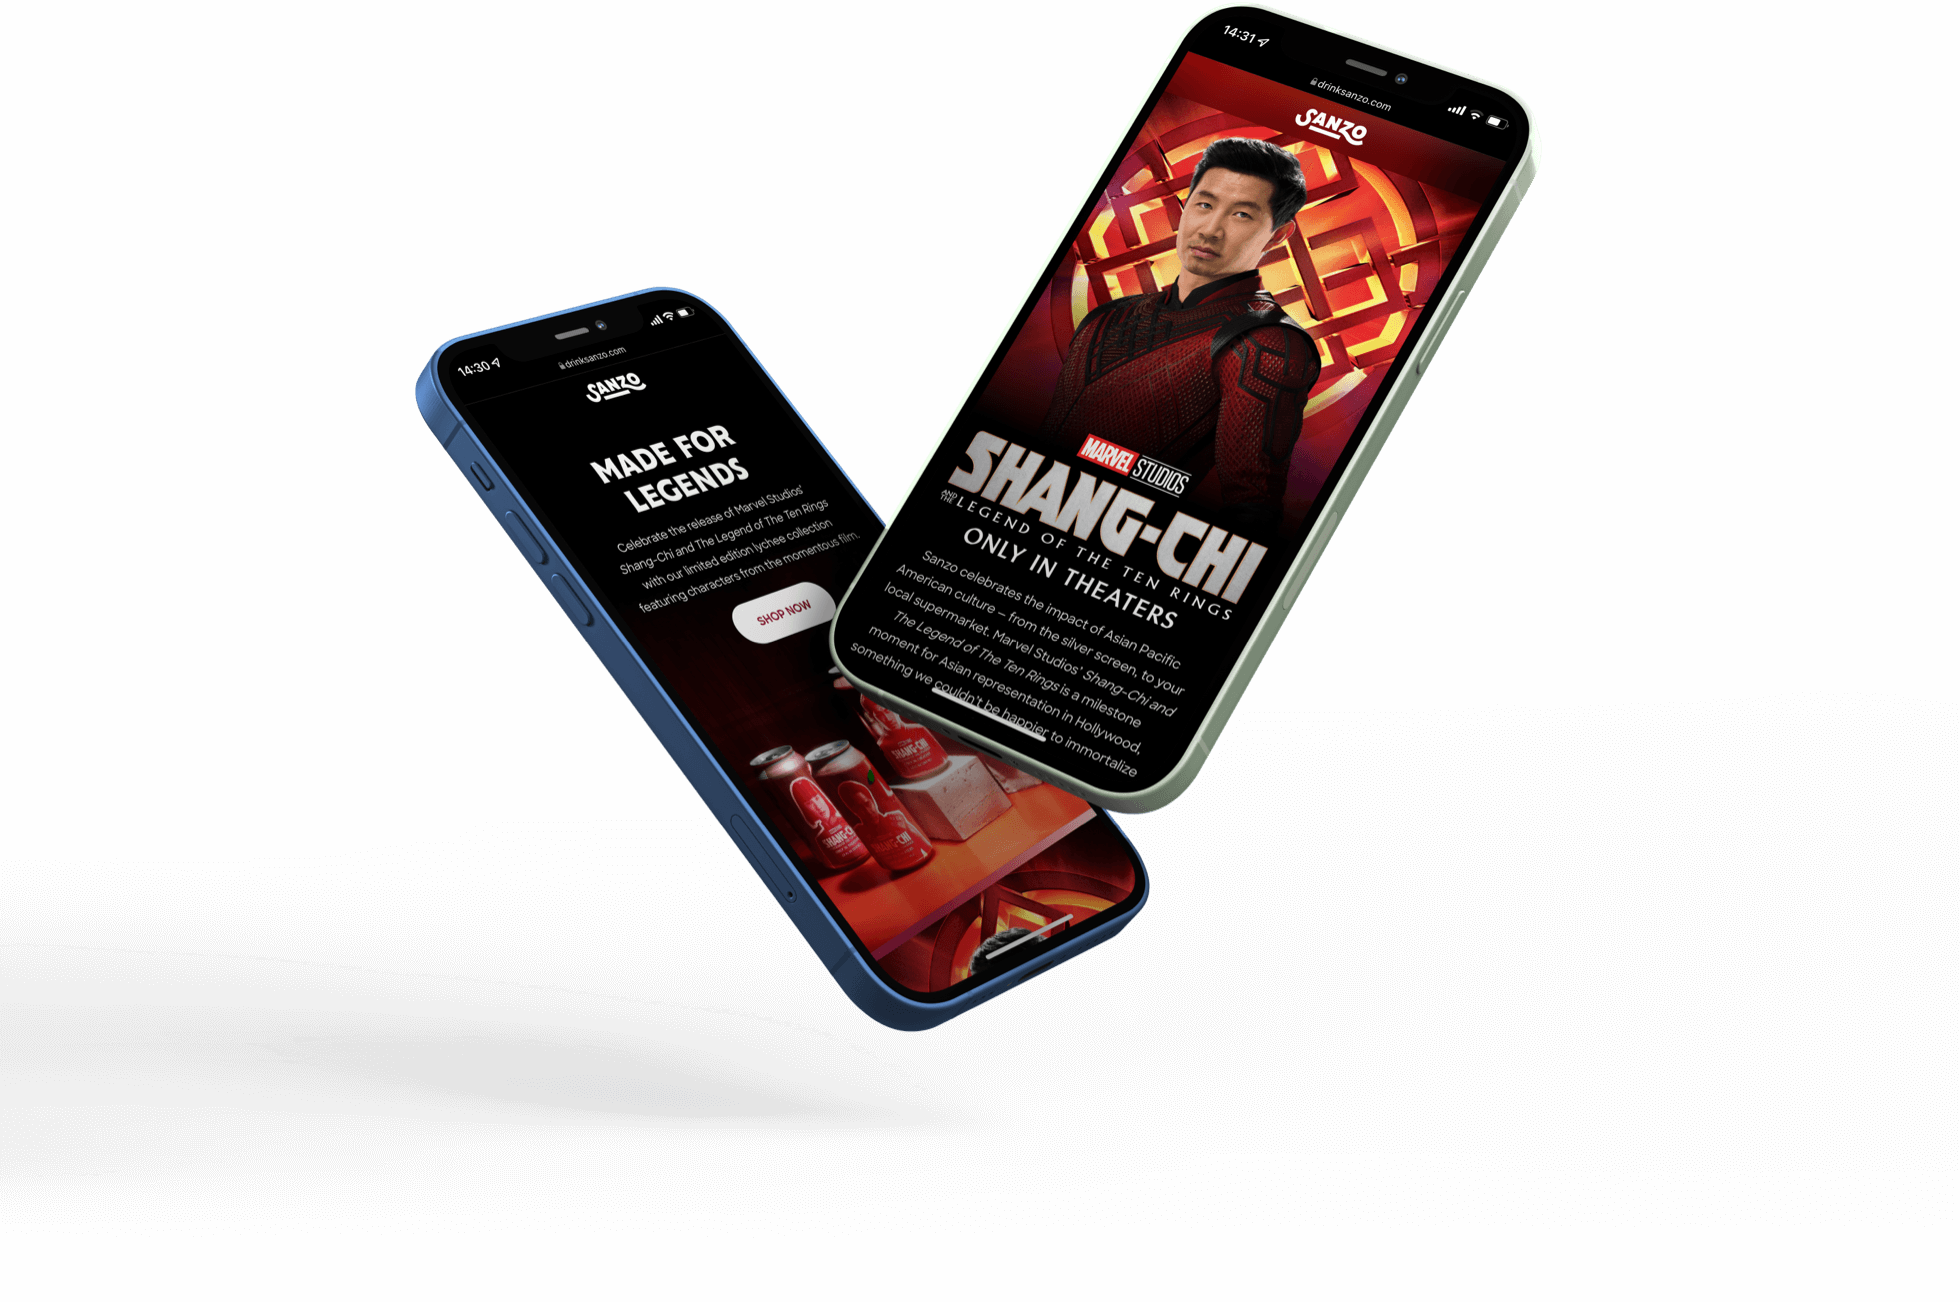 14:30
drinksanzo.com
SANZO
MADE FOR
LEGENDS
Celebrate the release of Marvel Studios'
Shang-Chi and The Legend of The Ten Rings
with our limited edition lychee collection
featuring characters from the momentous film.
SHOP NOW
SHANG-CHI
SHANG-CHI
SHANG-CHI
14:31
drinksanzo.com
SANZO
MARVEL STUDIOS
SHANG-CHI
AND THE LEGEND OF THE TEN RINGS
ONLY IN THEATERS
Sanzo celebrates the impact of Asian Pacific
American culture – from the silver screen, to your
local supermarket. Marvel Studios' Shang-Chi and
The Legend of The Ten Rings is a milestone
moment for Asian representation in Hollywood,
something we couldn't be happier to immortalize